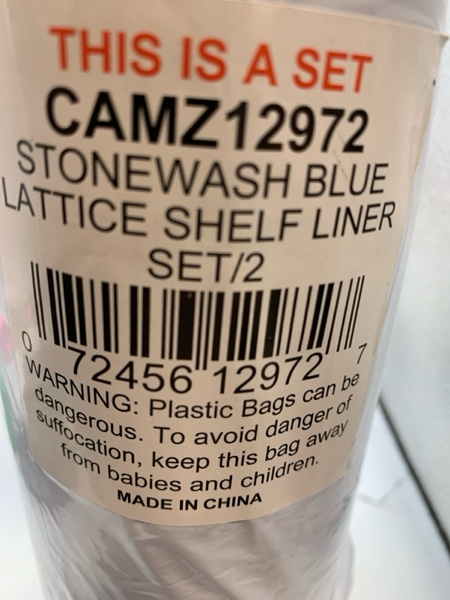 THIS IS A SET
CAMZ12972
STONEWASH BLUE
LATTICE SHELF LINER
SET/2
0 72456 12972 7
WARNING: Plastic Bags can be
dangerous. To avoid danger of
suffocation, keep this bag away
from babies and children.
MADE IN CHINA